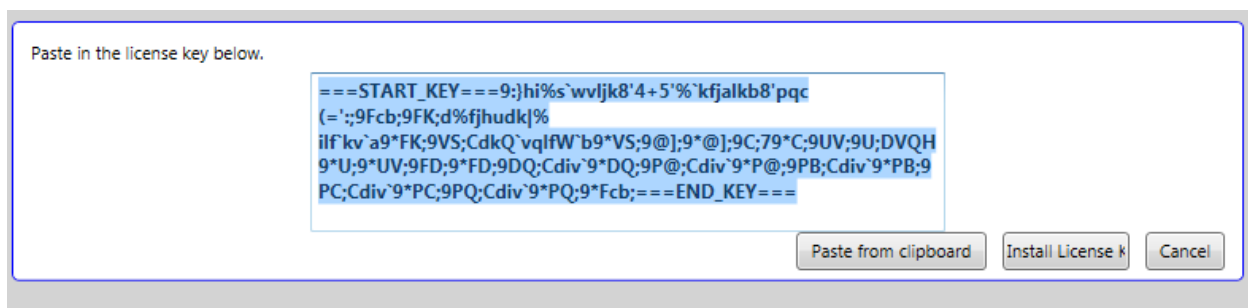 Paste in the license key below.
===START_KEY===9:}hi%s`wvljk8'4+5'%`kfjalkb8'pqc
(=':;9Fcb;9FK;d%fjhudk|%
ilf`kv`a9*FK;9VS;CdkQ`vqlfW`b9*VS;9@];9*@];9C;79*C;9UV;9U;DVQH
9*U;9*UV;9FD;9*FD;9DQ;Cdiv`9*DQ;9P@;Cdiv`9*P@;9PB;Cdiv`9*PB;9
PC;Cdiv`9*PC;9PQ;Cdiv`9*PQ;9*Fcb;===END_KEY===
Paste from clipboard
Install License K
Cancel